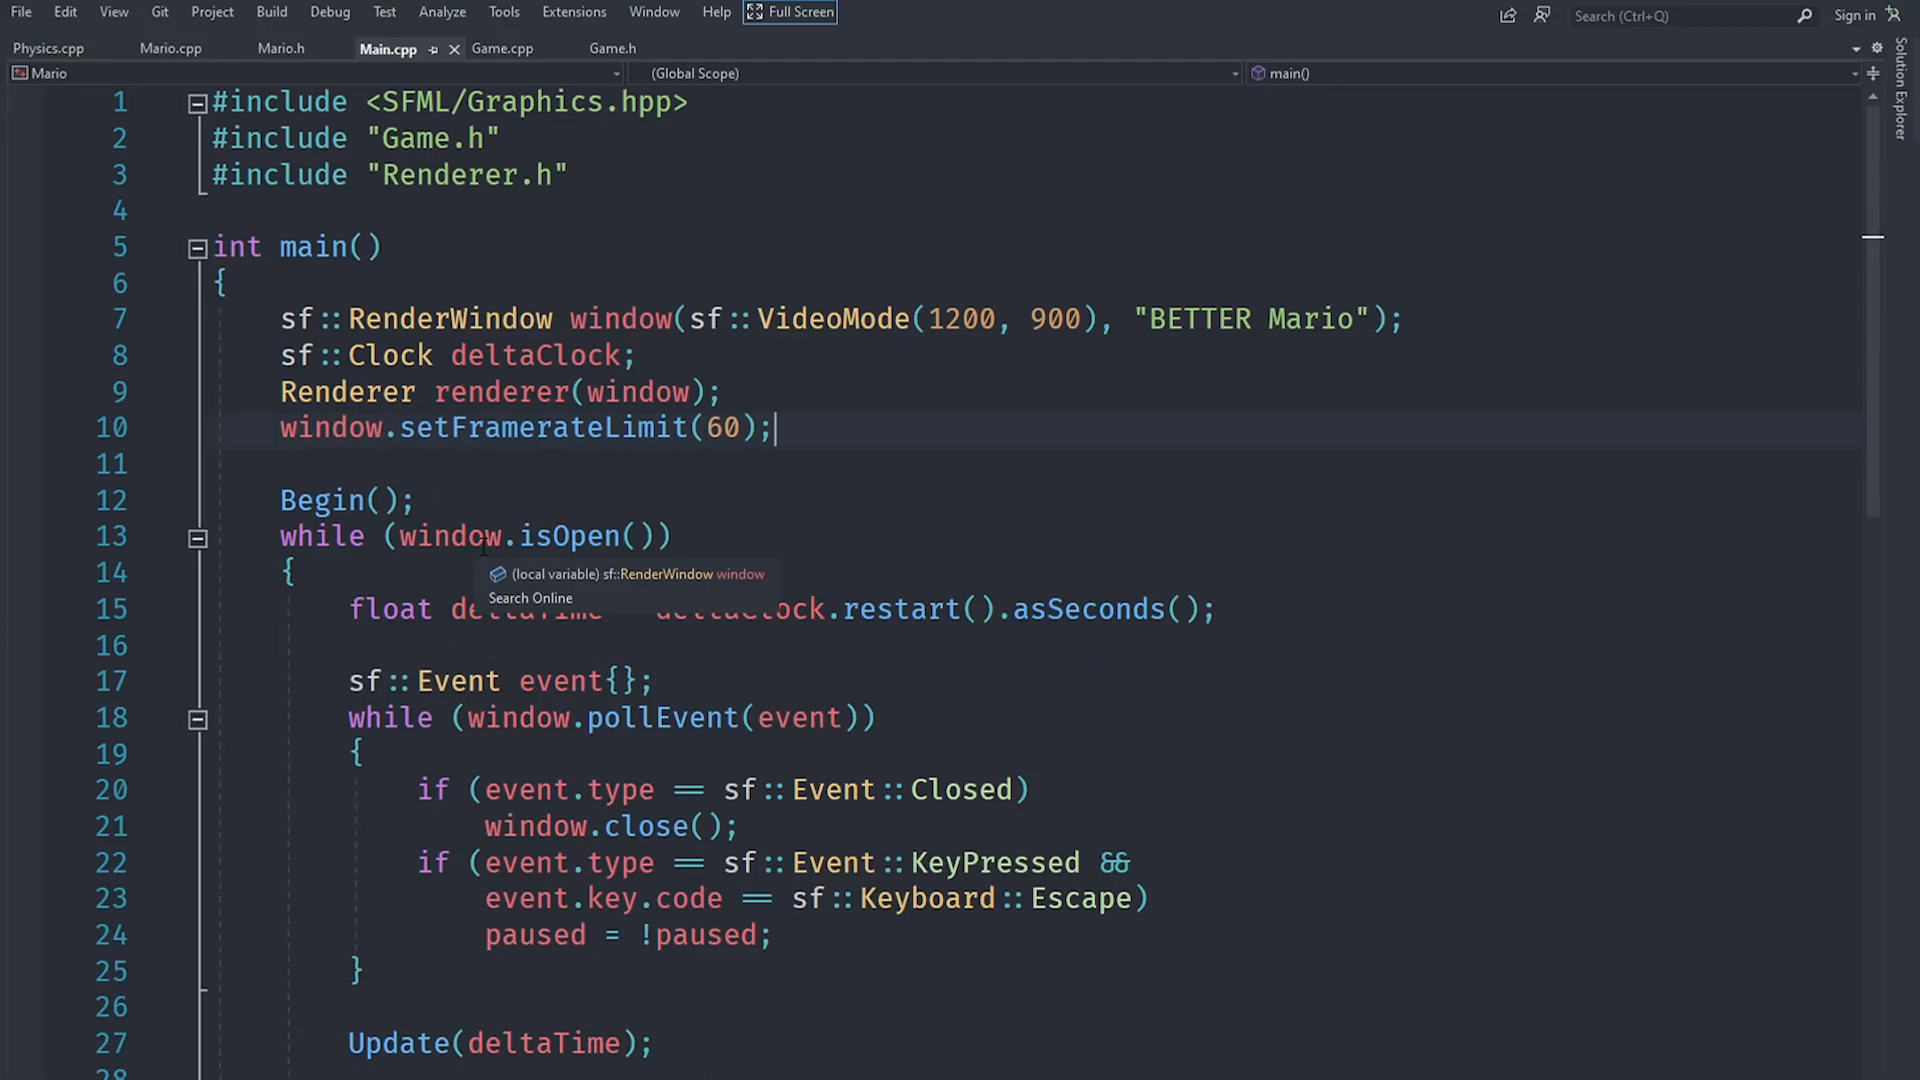 File Edit View Git Project Build Debug Test Analyze Tools Extensions Window Help Full Screen Search (Ctrl+Q) Sign in
Physics.cpp Mario.cpp Mario.h Main.cpp Game.cpp Game.h
Mario (Global Scope) main()
Solution Explorer
1 #include <SFML/Graphics.hpp>
2 #include "Game.h"
3 #include "Renderer.h"
4
5 int main()
6 {
7 sf::RenderWindow window(sf::VideoMode(1200, 900), "BETTER Mario");
8 sf::Clock deltaClock;
9 Renderer renderer(window);
10 window.setFramerateLimit(60);
11
12 Begin();
13 while (window.isOpen())
14 {
(local variable) sf::RenderWindow window
Search Online
15 float deltaTime deltaClock.restart().asSeconds();
16
17 sf::Event event{};
18 while (window.pollEvent(event))
19 {
20 if (event.type == sf::Event::Closed)
21 window.close();
22 if (event.type == sf::Event::KeyPressed &&
23 event.key.code == sf::Keyboard::Escape)
24 paused = !paused;
25 }
26
27 Update(deltaTime);
28